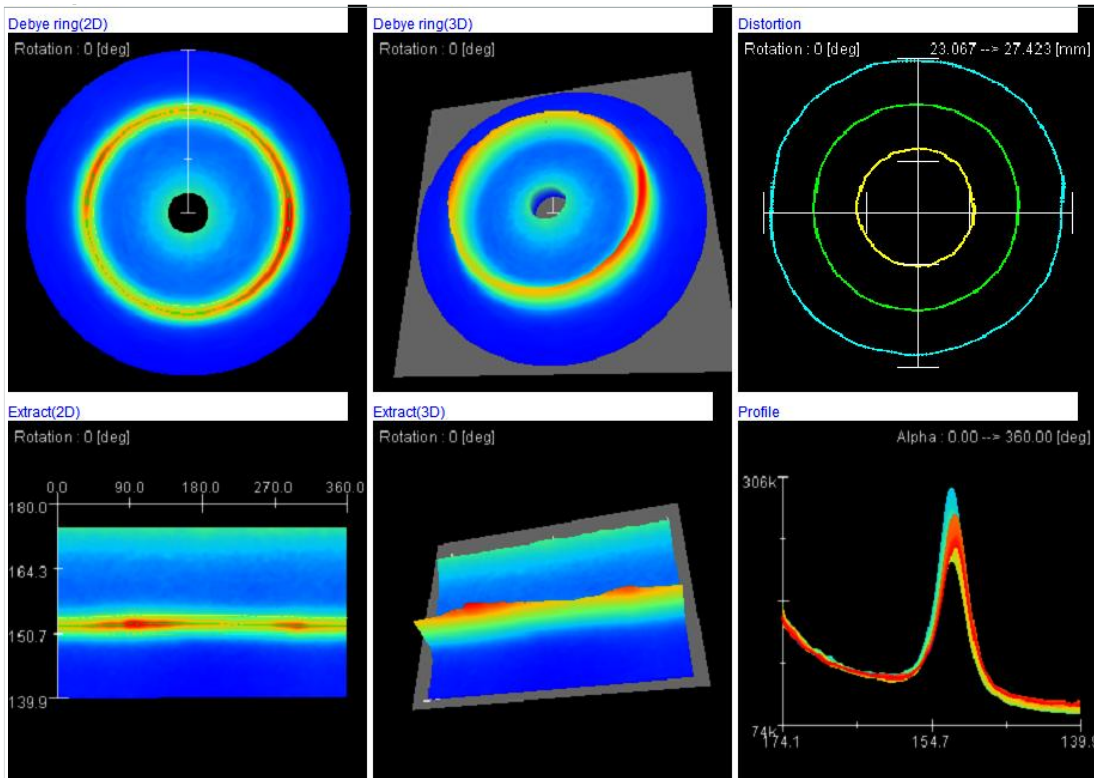 Debye ring(2D)
Rotation : 0 [deg]
Debye ring(3D)
Rotation : 0 [deg]
Distortion
Rotation : 0 [deg]
23.067 --> 27.423 [mm]
Extract(2D)
Rotation : 0 [deg]
0.0 90.0 180.0 270.0 360.0
180.0
164.3
150.7
139.9
Extract(3D)
Rotation : 0 [deg]
Profile
Alpha : 0.00 --> 360.00 [deg]
306k
74k
174.1 154.7 139.9